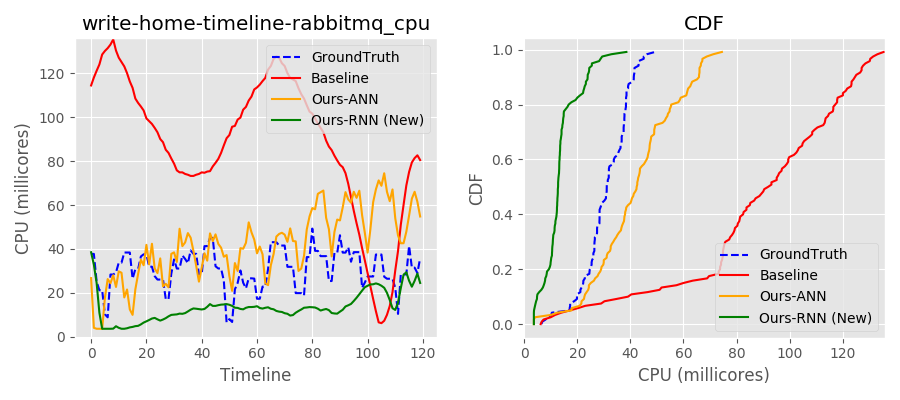 write-home-timeline-rabbitmq_cpu
CPU (millicores)
120
100
80
60
40
20
0
GroundTruth
Baseline
Ours-ANN
Ours-RNN (New)
0 20 40 60 80 100 120
Timeline
CDF
CDF
1.0
0.8
0.6
0.4
0.2
0.0
GroundTruth
Baseline
Ours-ANN
Ours-RNN (New)
0 20 40 60 80 100 120
CPU (millicores)